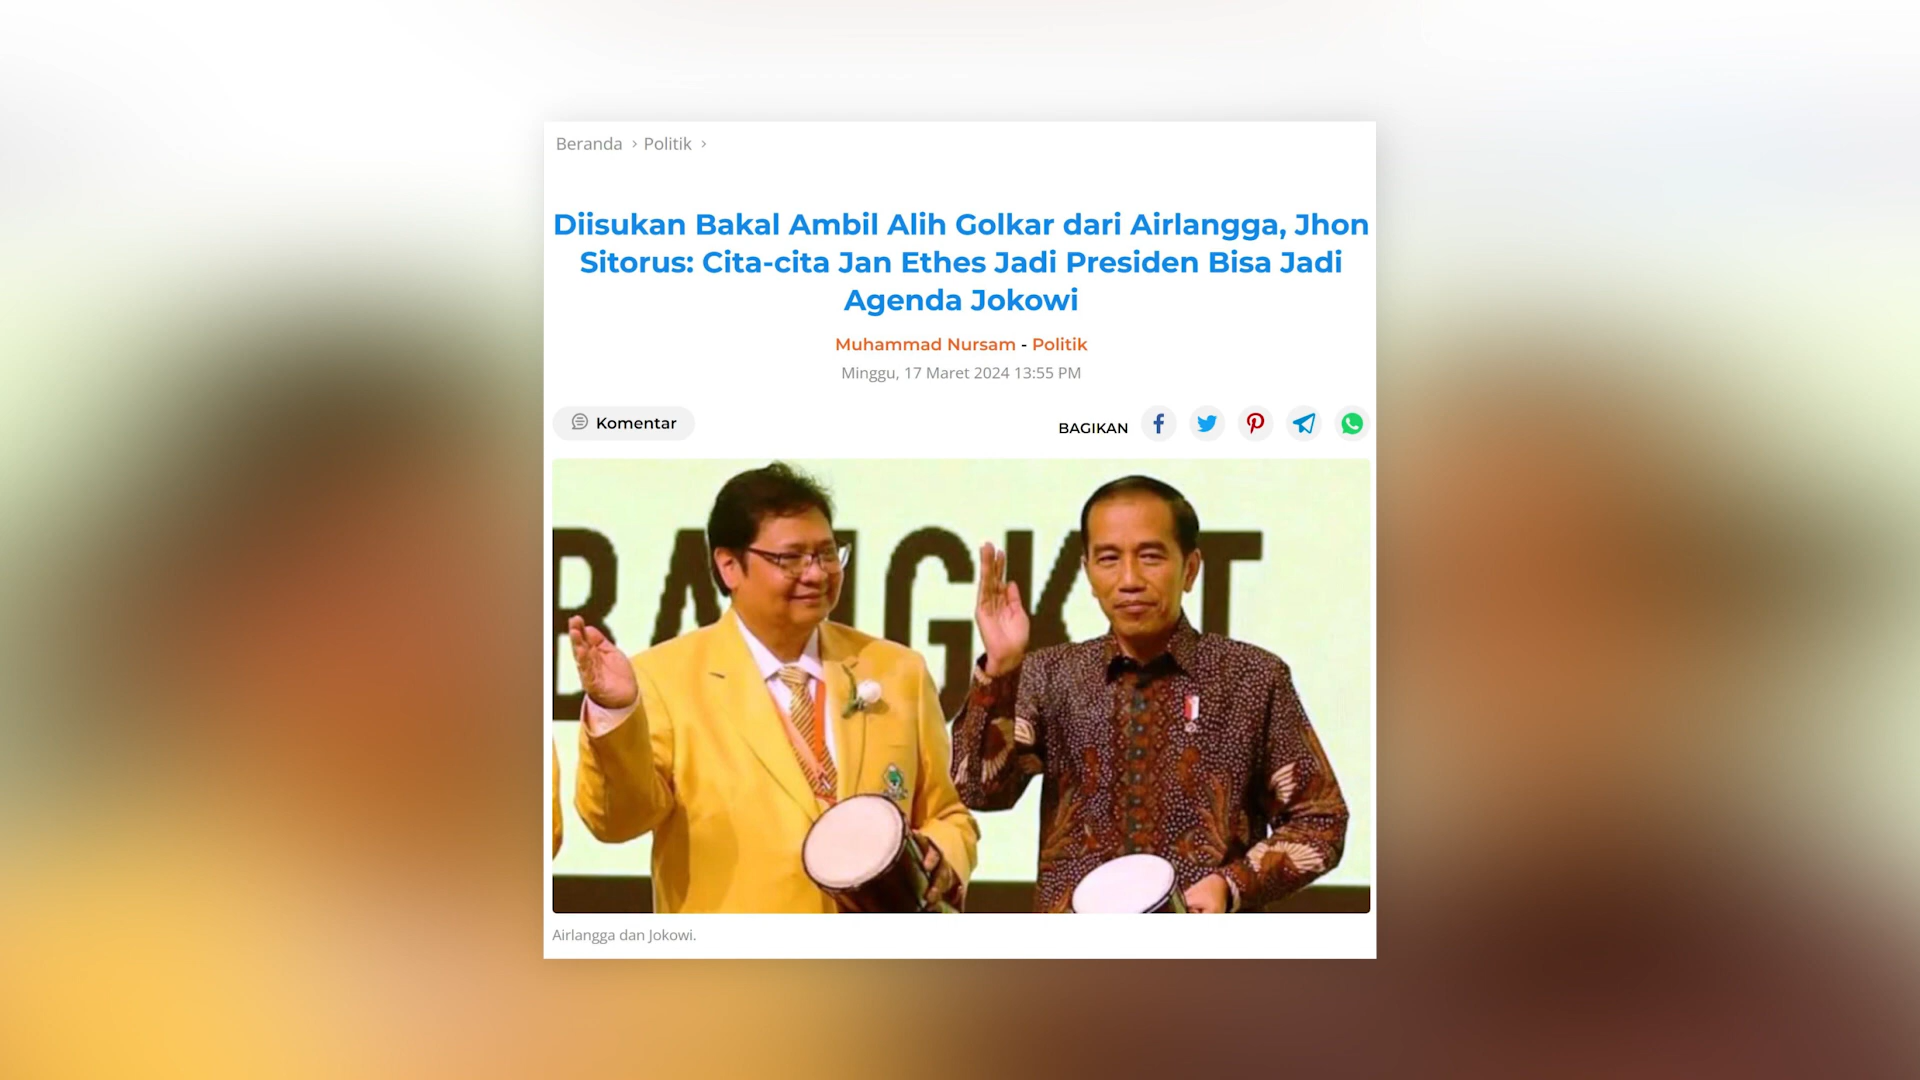 Beranda > Politik >
Diisukan Bakal Ambil Alih Golkar dari Airlangga, Jhon
Sitorus: Cita-cita Jan Ethes Jadi Presiden Bisa Jadi
Agenda Jokowi
Muhammad Nursam - Politik
Minggu, 17 Maret 2024 13:55 PM
Komentar
BAGIKAN
BANGKIT
Airlangga dan Jokowi.